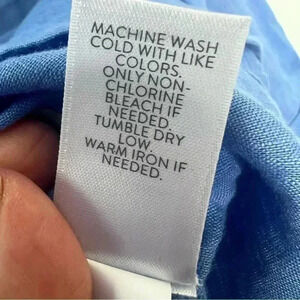 MACHINE WASH
COLD WITH LIKE
COLORS.
ONLY NON-
CHLORINE
BLEACH IF
NEEDED.
TUMBLE DRY
LOW.
WARM IRON IF
NEEDED.